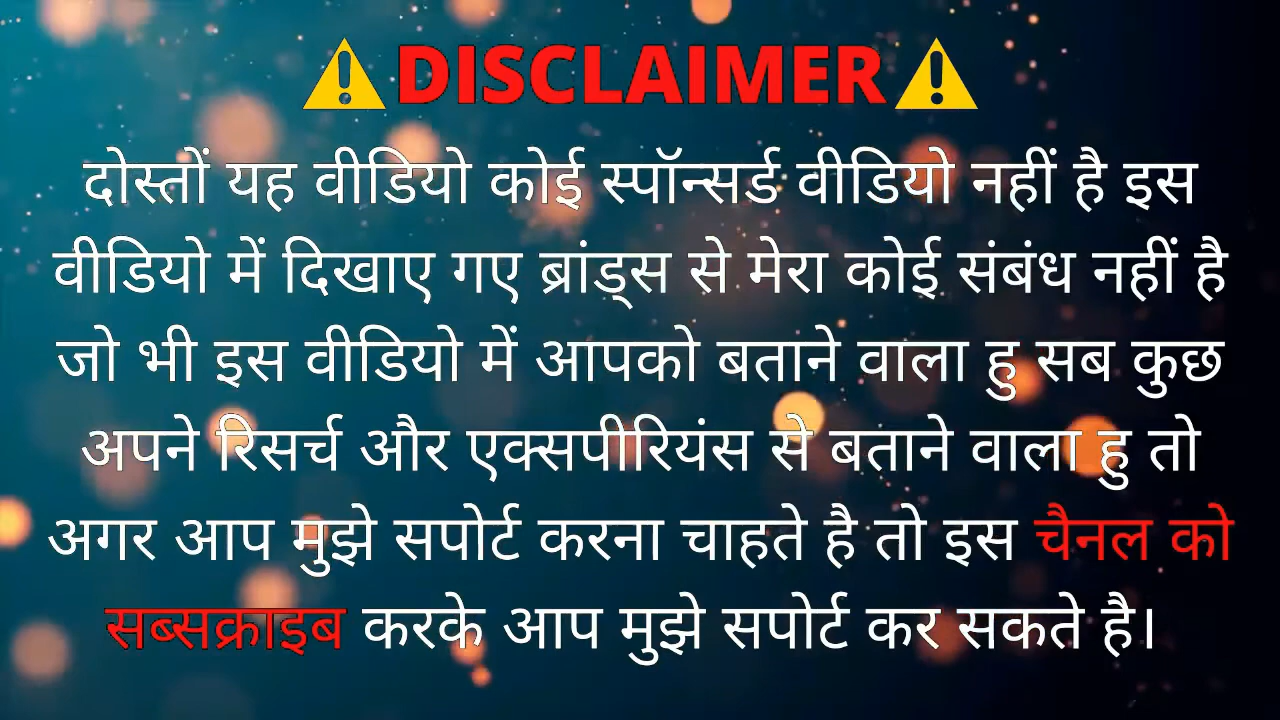 ⚠DISCLAIMER⚠
दोस्तों यह वीडियो कोई स्पॉन्सर्ड वीडियो नहीं है इस
वीडियो में दिखाए गए ब्रांड्स से मेरा कोई संबंध नहीं है
जो भी इस वीडियो में आपको बताने वाला हु सब कुछ
अपने रिसर्च और एक्सपीरियंस से बताने वाला हु तो
अगर आप मुझे सपोर्ट करना चाहते है तो इस चैनल को
सब्सक्राइब करके आप मुझे सपोर्ट कर सकते है।